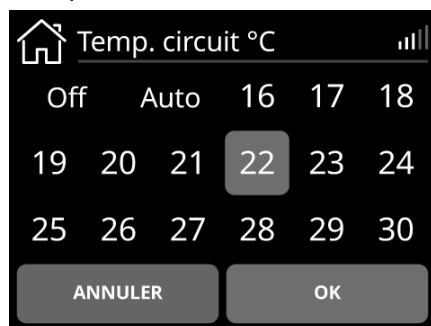 Temp. circuit °C
Off Auto 16 17 18
19 20 21 22 23 24
25 26 27 28 29 30
ANNULER OK